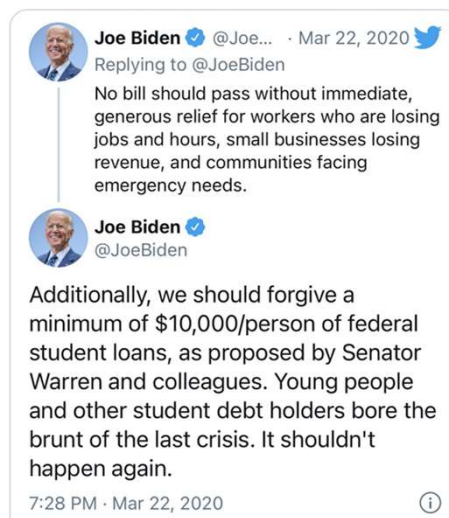 Joe Biden @Joe... · Mar 22, 2020
Replying to @JoeBiden
No bill should pass without immediate,
generous relief for workers who are losing
jobs and hours, small businesses losing
revenue, and communities facing
emergency needs.
Joe Biden
@JoeBiden
Additionally, we should forgive a
minimum of $10,000/person of federal
student loans, as proposed by Senator
Warren and colleagues. Young people
and other student debt holders bore the
brunt of the last crisis. It shouldn't
happen again.
7:28 PM · Mar 22, 2020